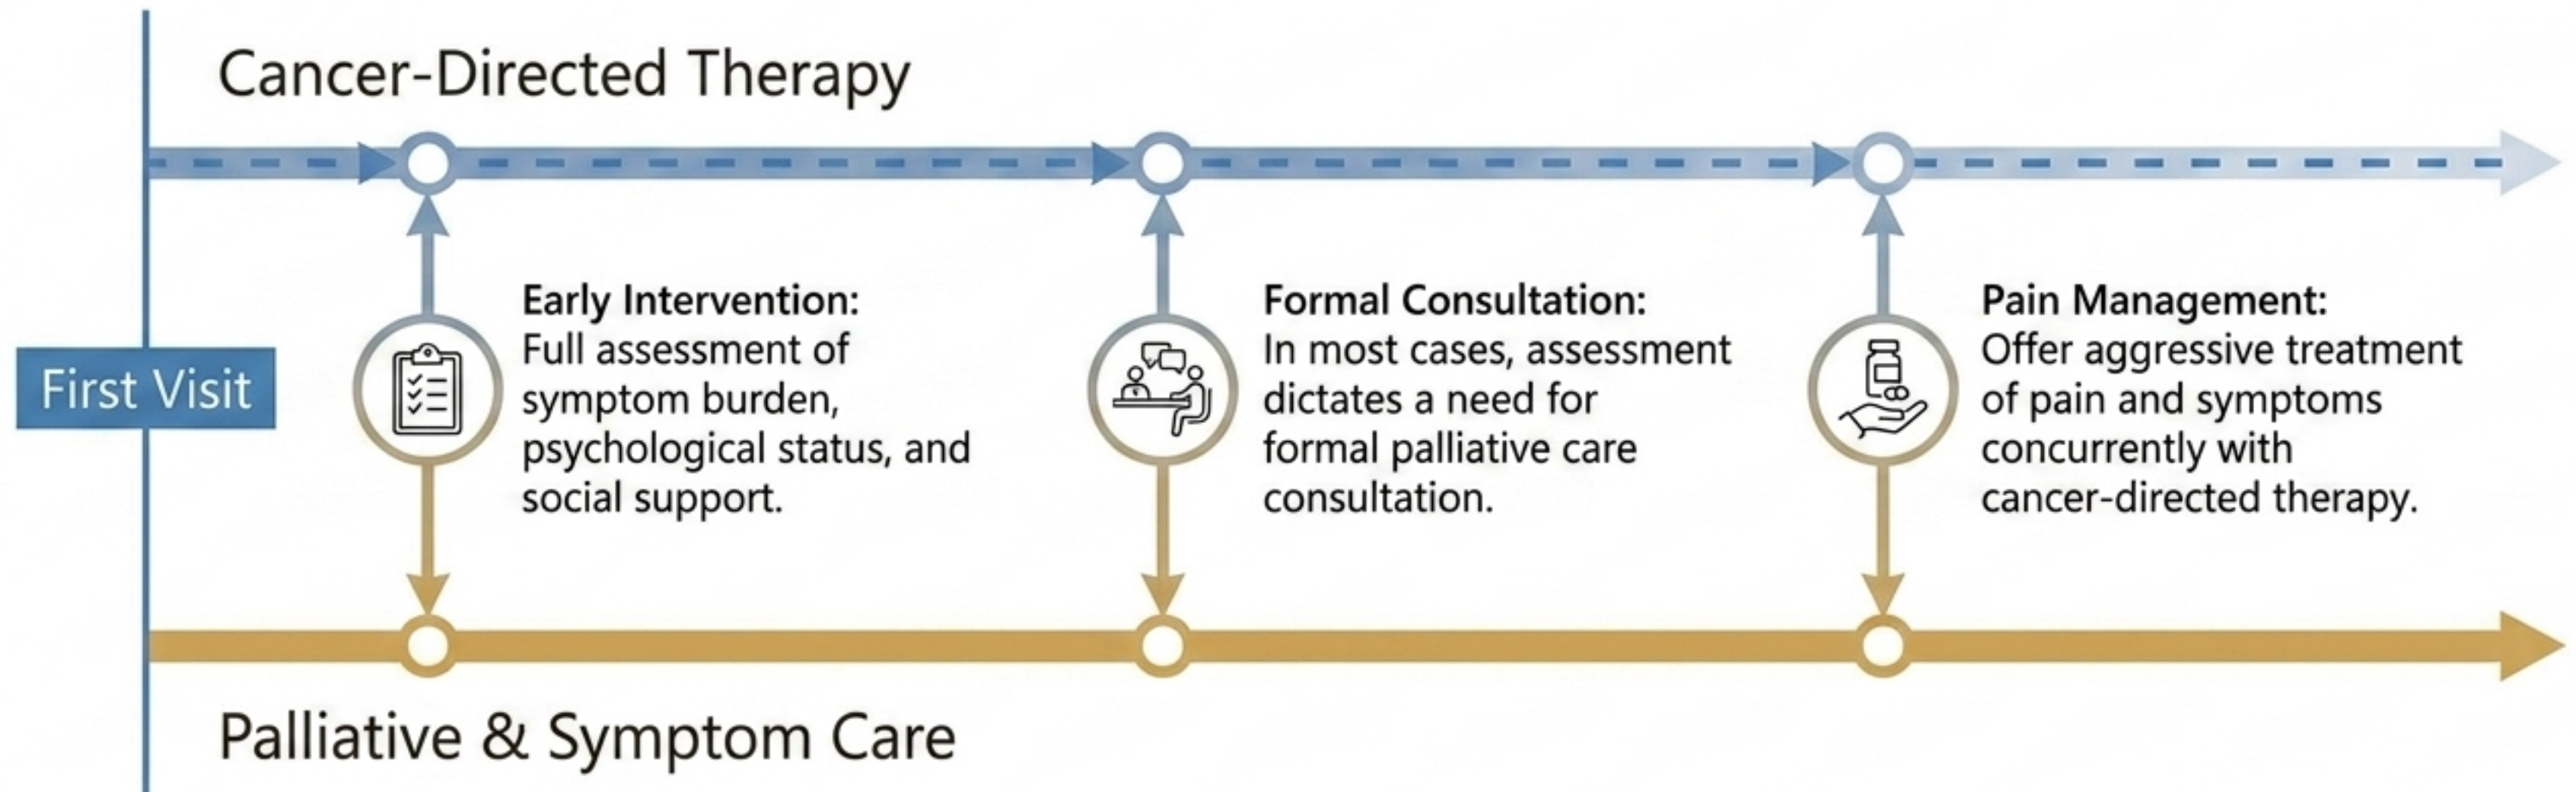 Cancer-Directed Therapy
First Visit
Early Intervention:
Full assessment of
symptom burden,
psychological status, and
social support.
Formal Consultation:
In most cases, assessment
dictates a need for
formal palliative care
consultation.
Pain Management:
Offer aggressive treatment
of pain and symptoms
concurrently with
cancer-directed therapy.
Palliative & Symptom Care